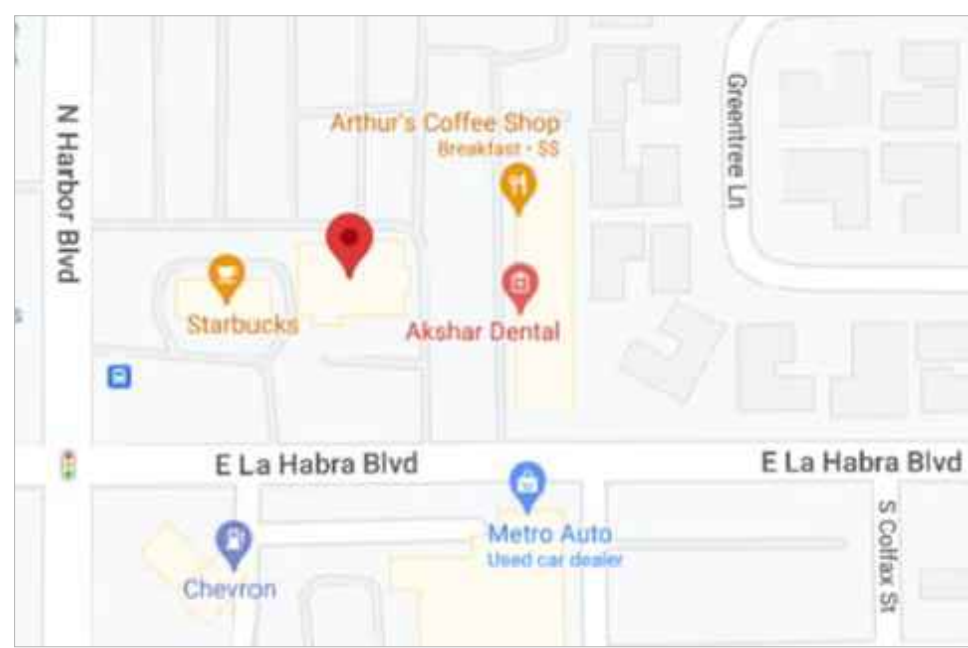 N Harbor Blvd
Arthur's Coffee Shop
Breakfast · $$
Greentree Ln
Starbucks
Akshar Dental
E La Habra Blvd
E La Habra Blvd
Metro Auto
Used car dealer
Chevron
S Colfax St